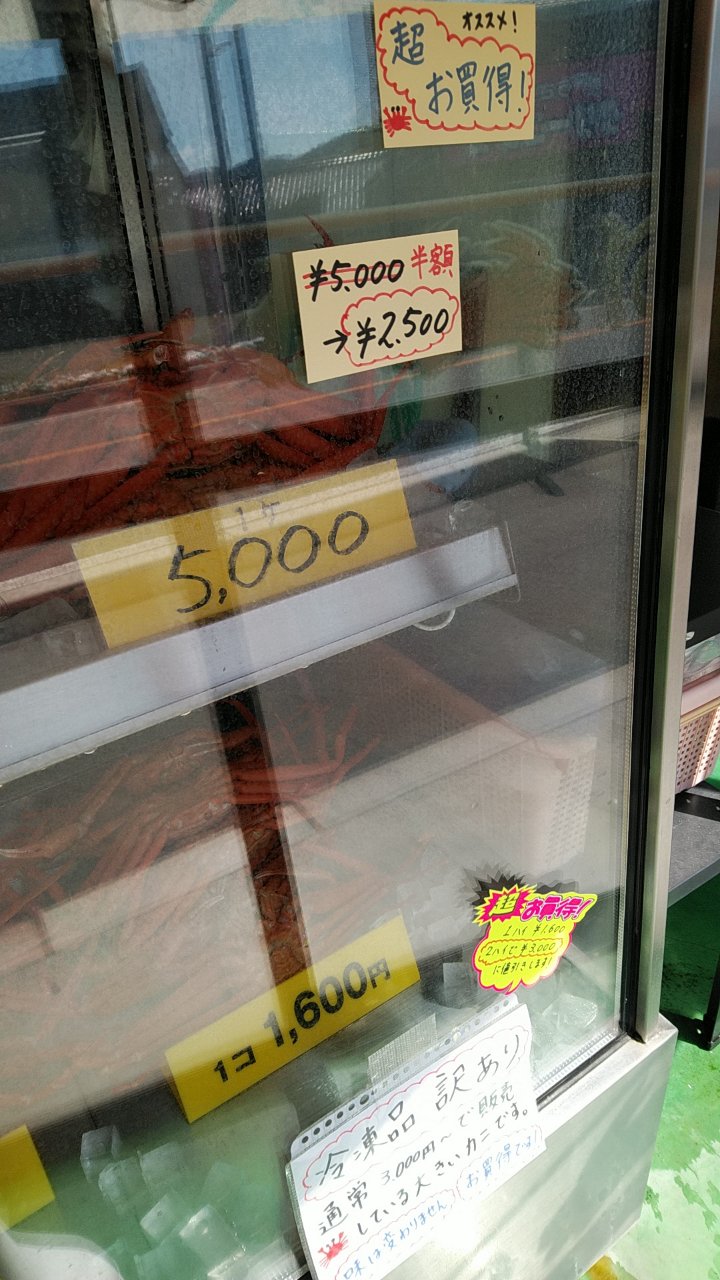 オススメ!
超
お買得!
¥5.000 半額
→¥2.500
1ケ
5,000
超お買得!
1ハイ ¥1,600
2ハイで¥3,000
に値引きします!
1コ 1,600円
冷凍品 訳あり
通常 3.000円〜で販売
している大きいカニです。
味は変わりません
お買得です!